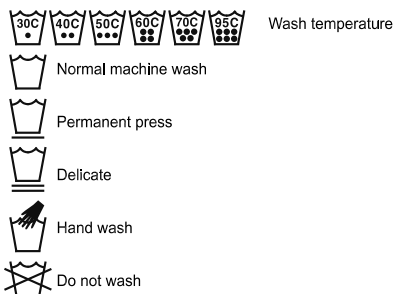 30C 40C 50C 60C 70C 95C Wash temperature
Normal machine wash
Permanent press
Delicate
Hand wash
Do not wash